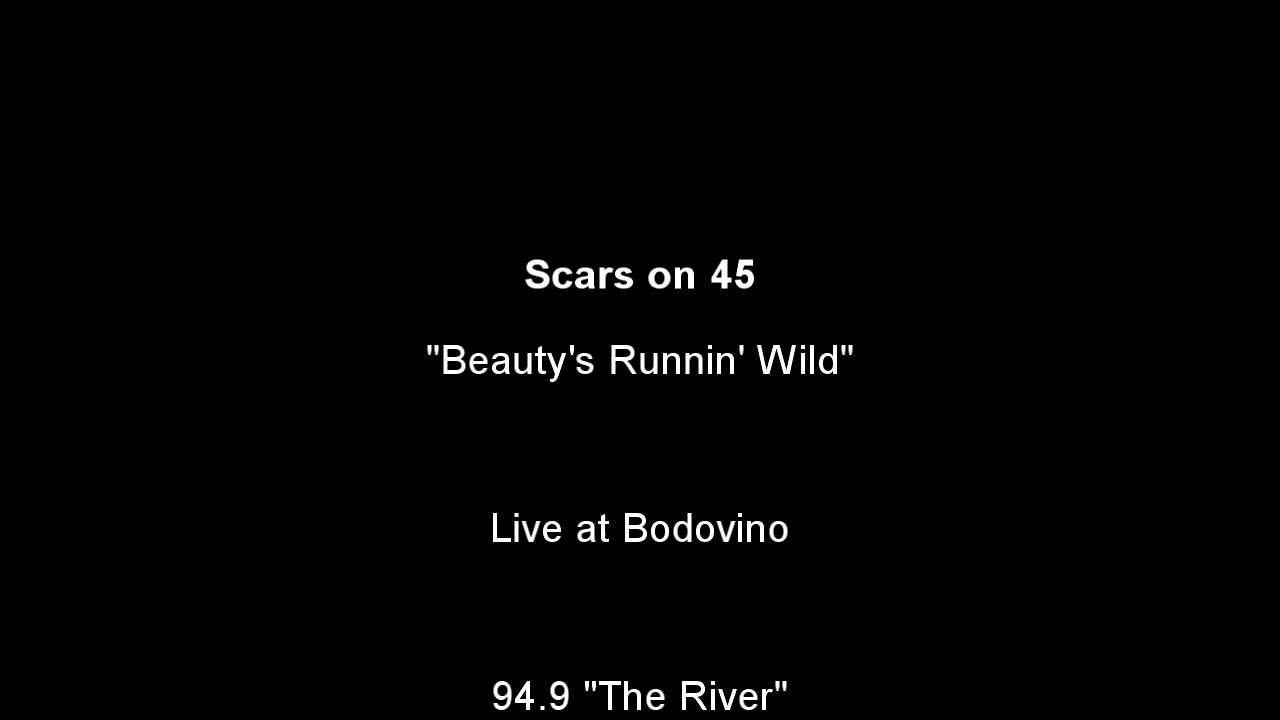 Scars on 45
"Beauty's Runnin' Wild"
Live at Bodovino
94.9 "The River"